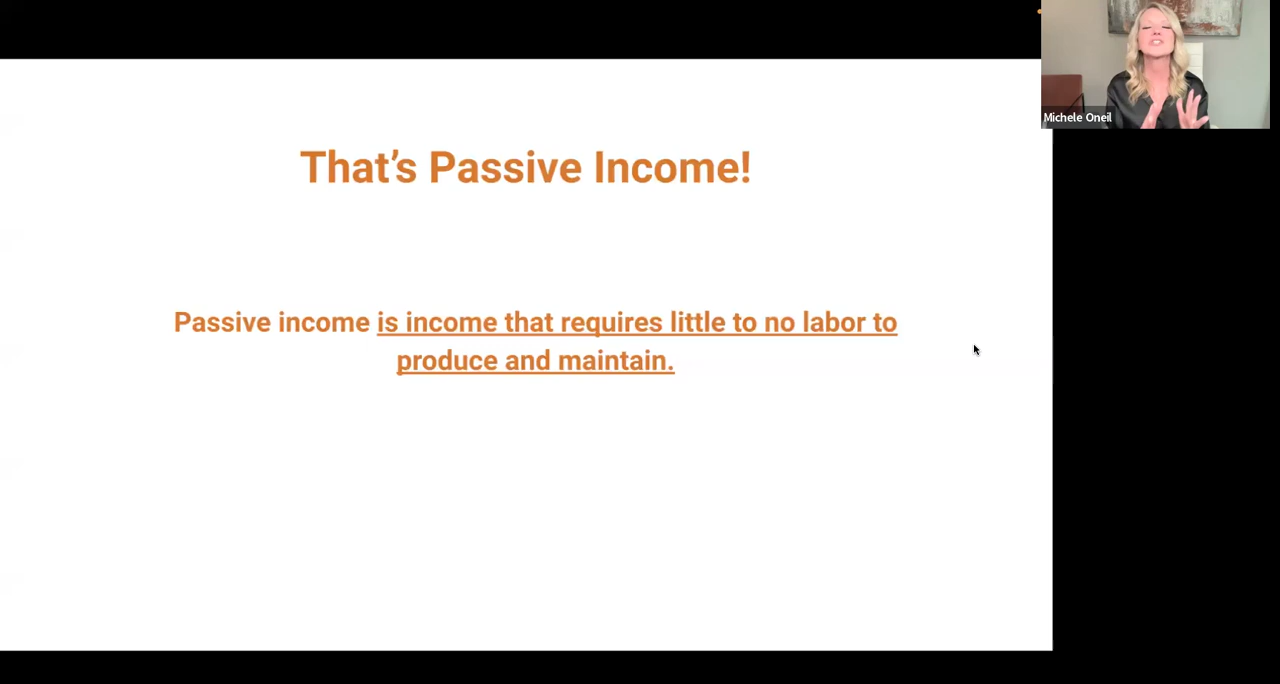 Michele Oneil
That's Passive Income!
Passive income is income that requires little to no labor to
produce and maintain.